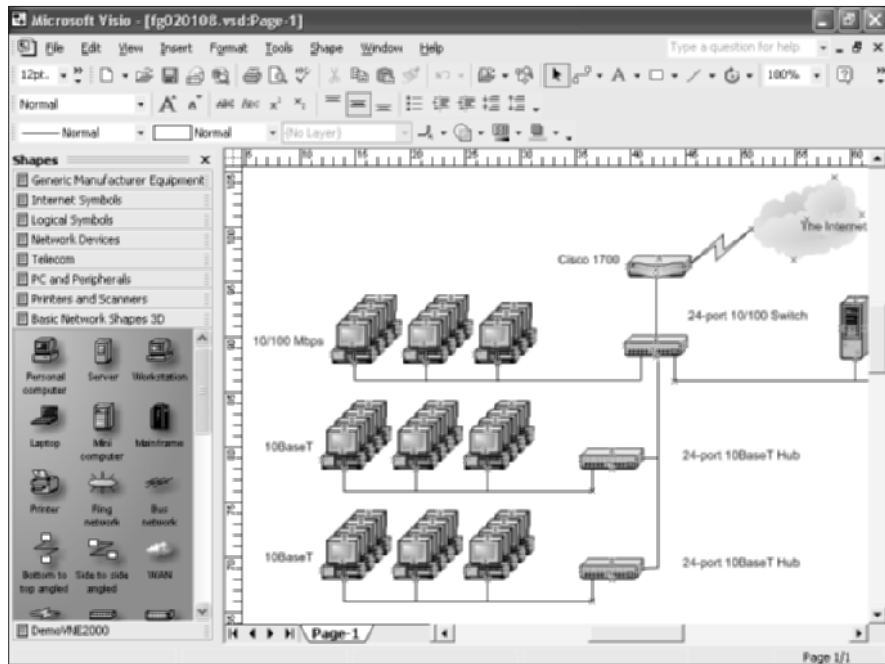 Microsoft Visio - [fg020108.vsd:Page-1]
File Edit View Insert Format Tools Shape Window Help
Type a question for help
12pt. 100%
Normal
Normal Normal (No Layer)
Shapes
Generic Manufacturer Equipment
Internet Symbols
Logical Symbols
Network Devices
Telecom
PC and Peripherals
Printers and Scanners
Basic Network Shapes 3D
Personal computer
Server
Workstation
Laptop
Mini computer
Mainframe
Printer
Ring network
Bus network
Bottom to top angled
Side to side angled
WAN
DemoVNE2000
The Internet
Cisco 1700
24-port 10/100 Switch
10/100 Mbps
10BaseT
24-port 10BaseT Hub
10BaseT
24-port 10BaseT Hub
Page-1
Page 1/1